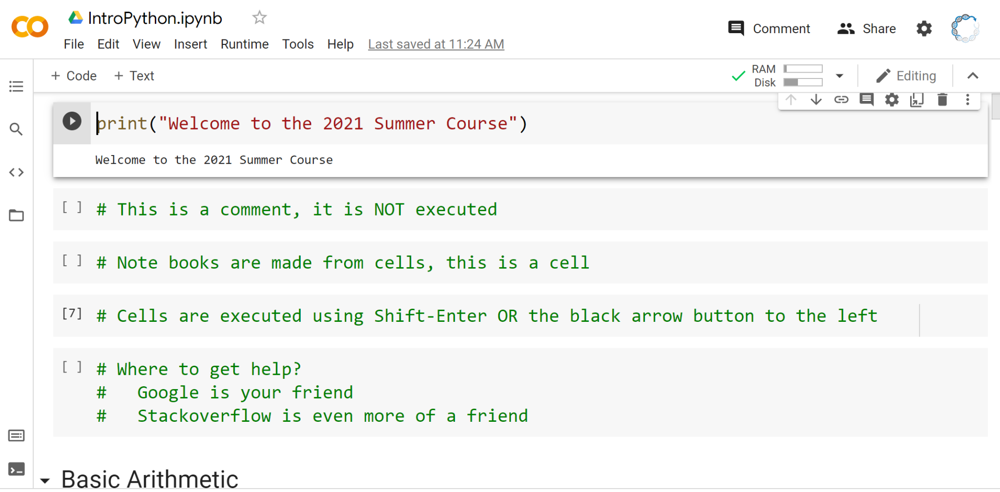 IntroPython.ipynb
File Edit View Insert Runtime Tools Help Last saved at 11:24 AM
Comment Share
+ Code + Text
RAM
Disk
Editing
print("Welcome to the 2021 Summer Course")
Welcome to the 2021 Summer Course
[ ] # This is a comment, it is NOT executed
[ ] # Note books are made from cells, this is a cell
[7] # Cells are executed using Shift-Enter OR the black arrow button to the left
[ ] # Where to get help?
#   Google is your friend
#   Stackoverflow is even more of a friend
Basic Arithmetic